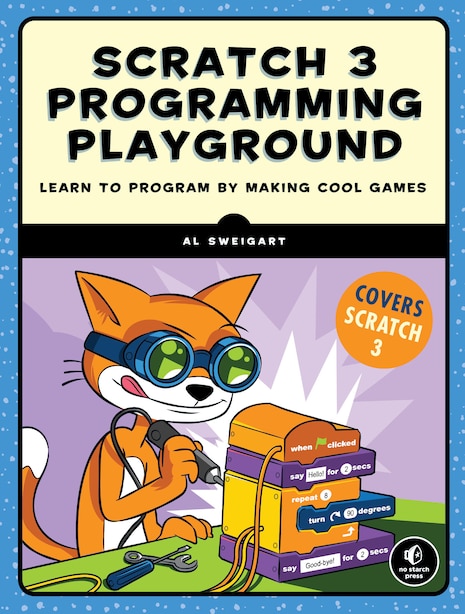 SCRATCH 3
PROGRAMMING
PLAYGROUND
LEARN TO PROGRAM BY MAKING COOL GAMES
AL SWEIGART
COVERS
SCRATCH
3
when clicked
say Hello! for 2 secs
repeat 8
turn 90 degrees
say Good-bye! for 2 secs
no starch
press